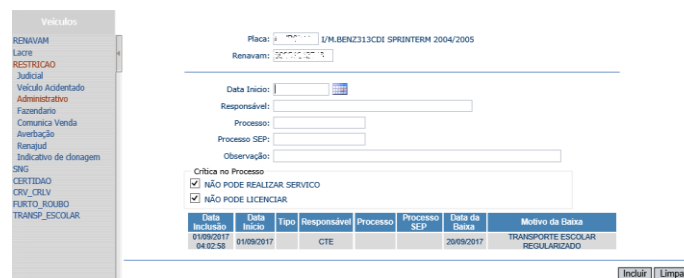 Veículos
RENAVAM
Lacre
RESTRICAO
Judicial
Veículo Acidentado
Administrativo
Fazendario
Comunica Venda
Averbação
Renajud
Indicativo de clonagem
SNG
CERTIDAO
CRV_CRLV
FURTO_ROUBO
TRANSP_ESCOLAR
Placa: I/M.BENZ313CDI SPRINTERM 2004/2005
Renavam:
Data Inicio:
Responsável:
Processo:
Processo SEP:
Observação:
Crítica no Processo
NÃO PODE REALIZAR SERVICO
NÃO PODE LICENCIAR
Data Inclusão Data Início Tipo Responsável Processo Processo SEP Data da Baixa Motivo da Baixa
01/09/2017 04:02:58 01/09/2017 CTE 20/09/2017 TRANSPORTE ESCOLAR REGULARIZADO
Incluir Limpa